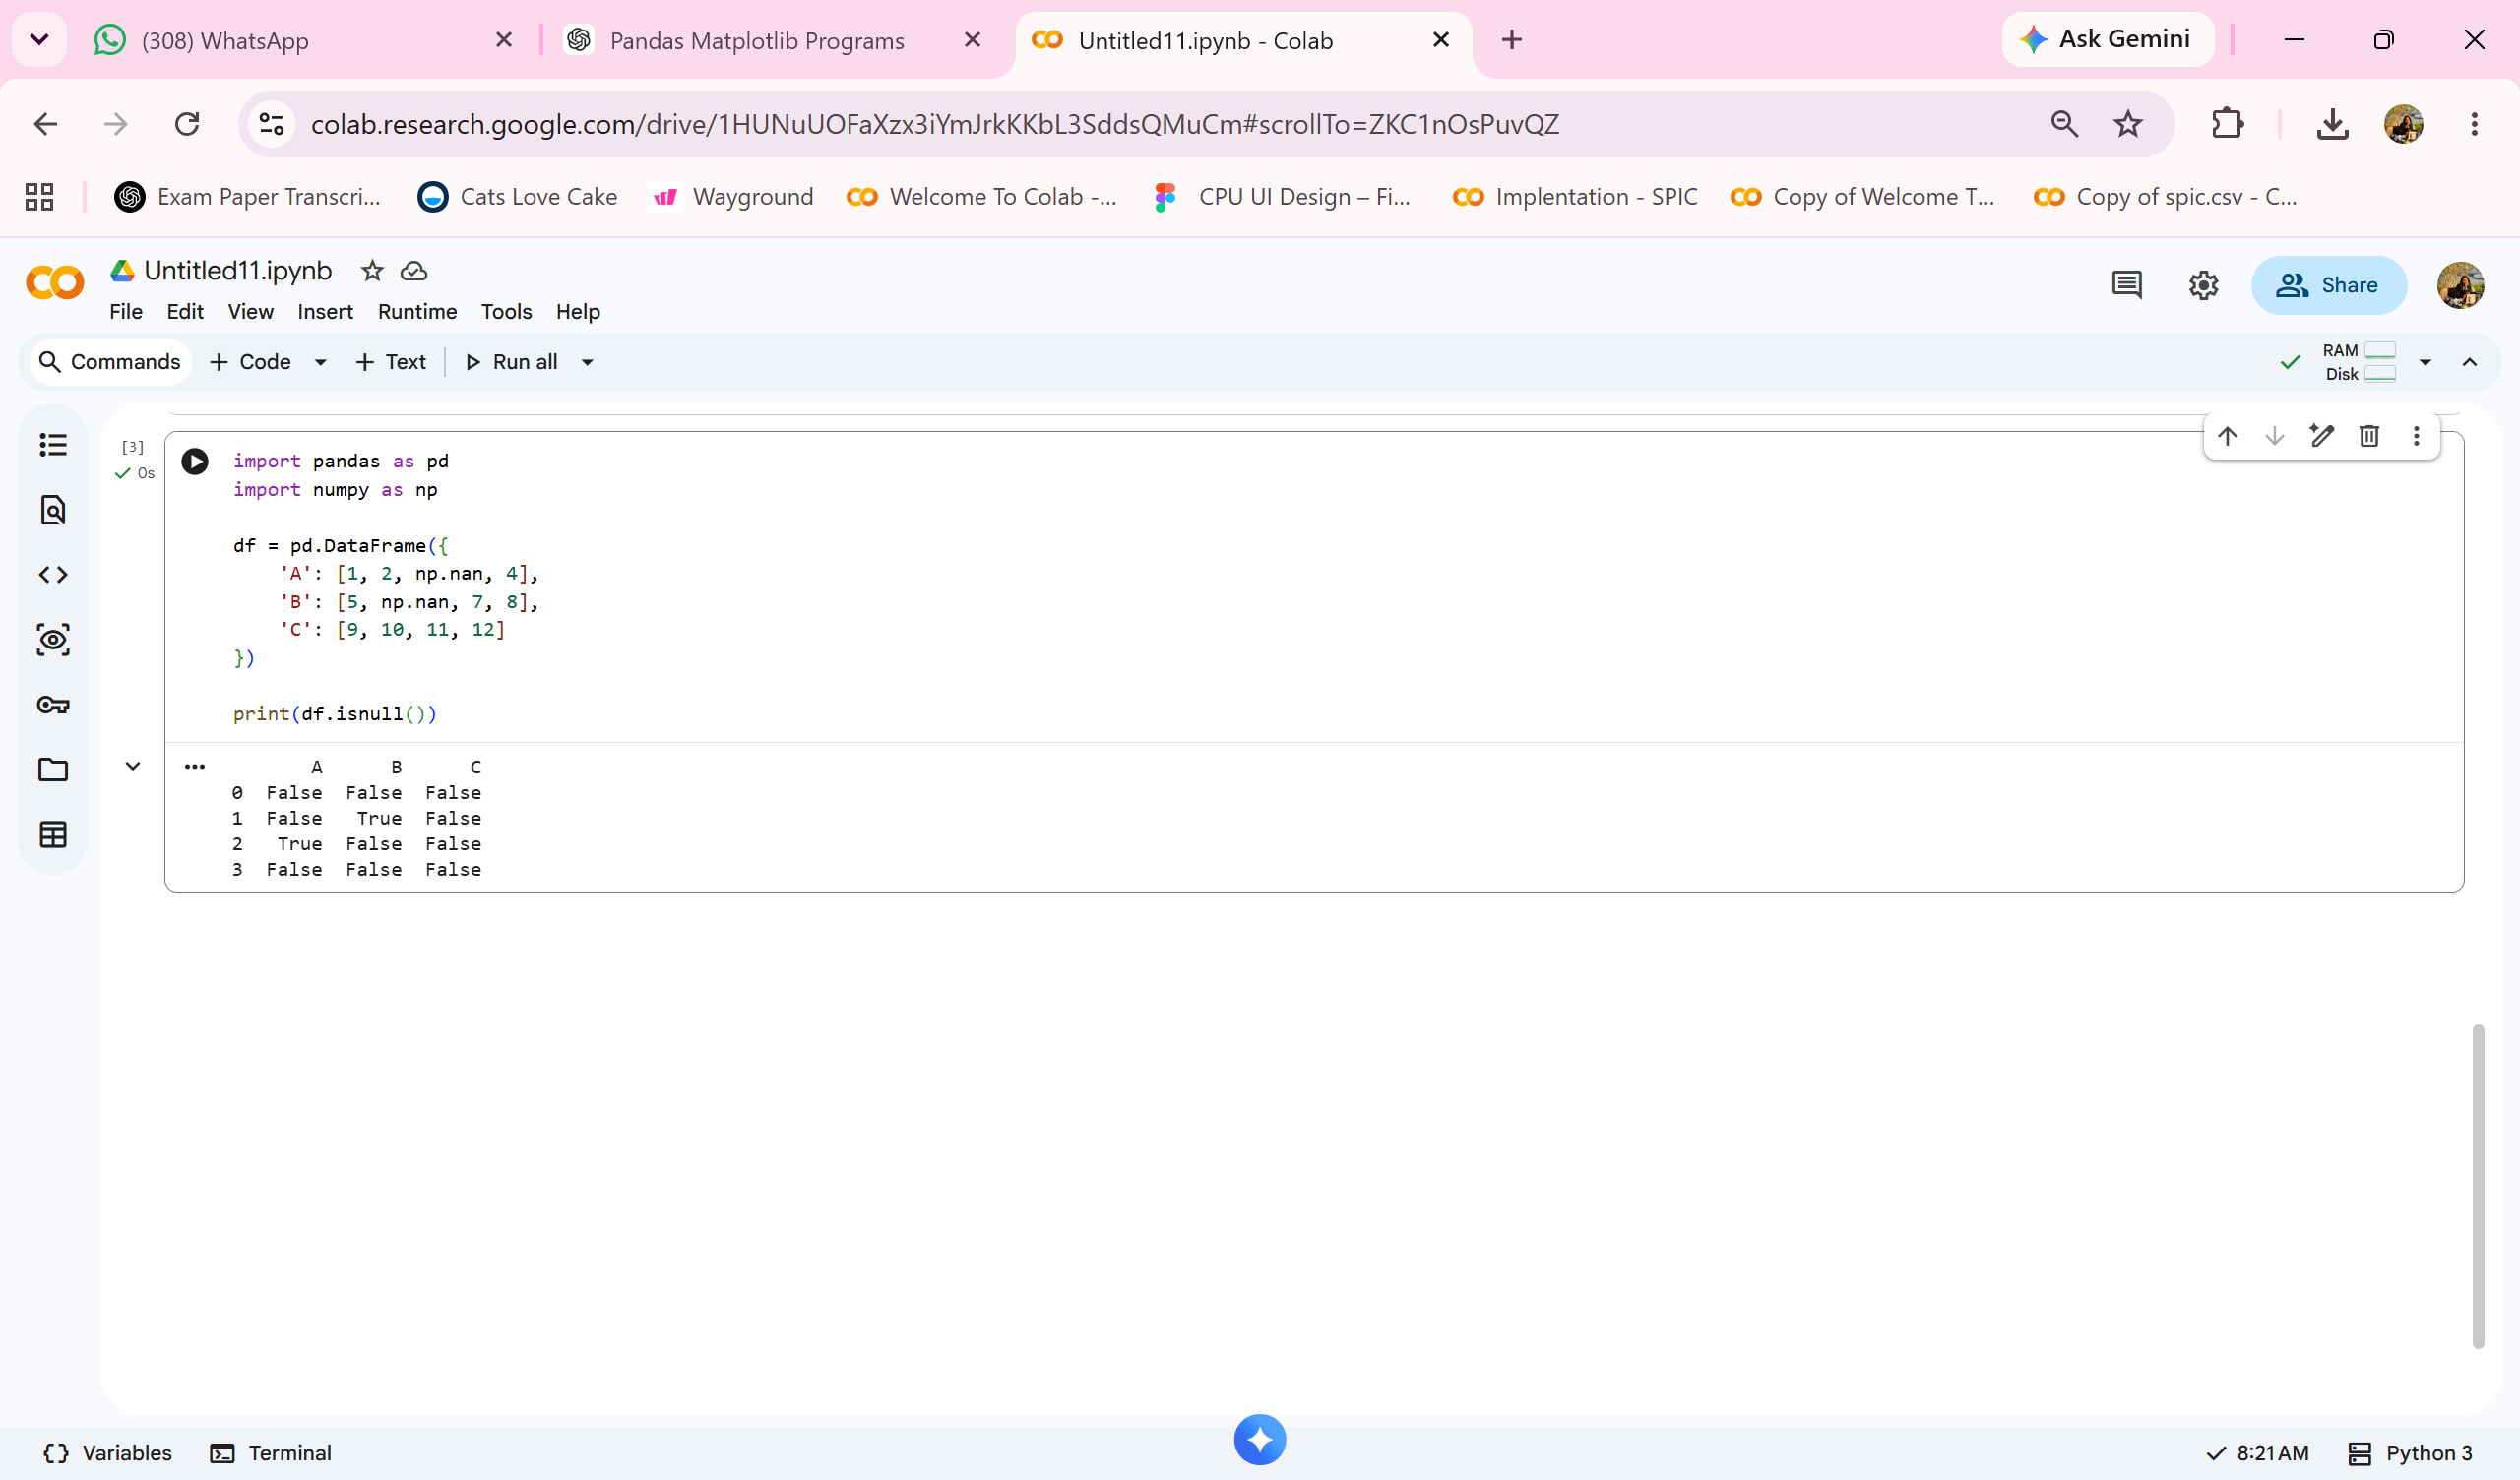 (308) WhatsApp
Pandas Matplotlib Programs
Untitled11.ipynb - Colab
Ask Gemini
colab.research.google.com/drive/1HUNuUOFaXzx3iYmJrkKKbL3SddsQMuCm#scrollTo=ZKC1nOsPuvQZ
Exam Paper Transcri...
Cats Love Cake
Wayground
Welcome To Colab -...
CPU UI Design – Fi...
Implentation - SPIC
Copy of Welcome T...
Copy of spic.csv - C...
Untitled11.ipynb
File Edit View Insert Runtime Tools Help
Share
Commands + Code + Text Run all
RAM
Disk
[3]
0s
import pandas as pd
import numpy as np
df = pd.DataFrame({
    'A': [1, 2, np.nan, 4],
    'B': [5, np.nan, 7, 8],
    'C': [9, 10, 11, 12]
})
print(df.isnull())
       A      B      C
0  False  False  False
1  False   True  False
2   True  False  False
3  False  False  False
Variables Terminal
8:21 AM Python 3